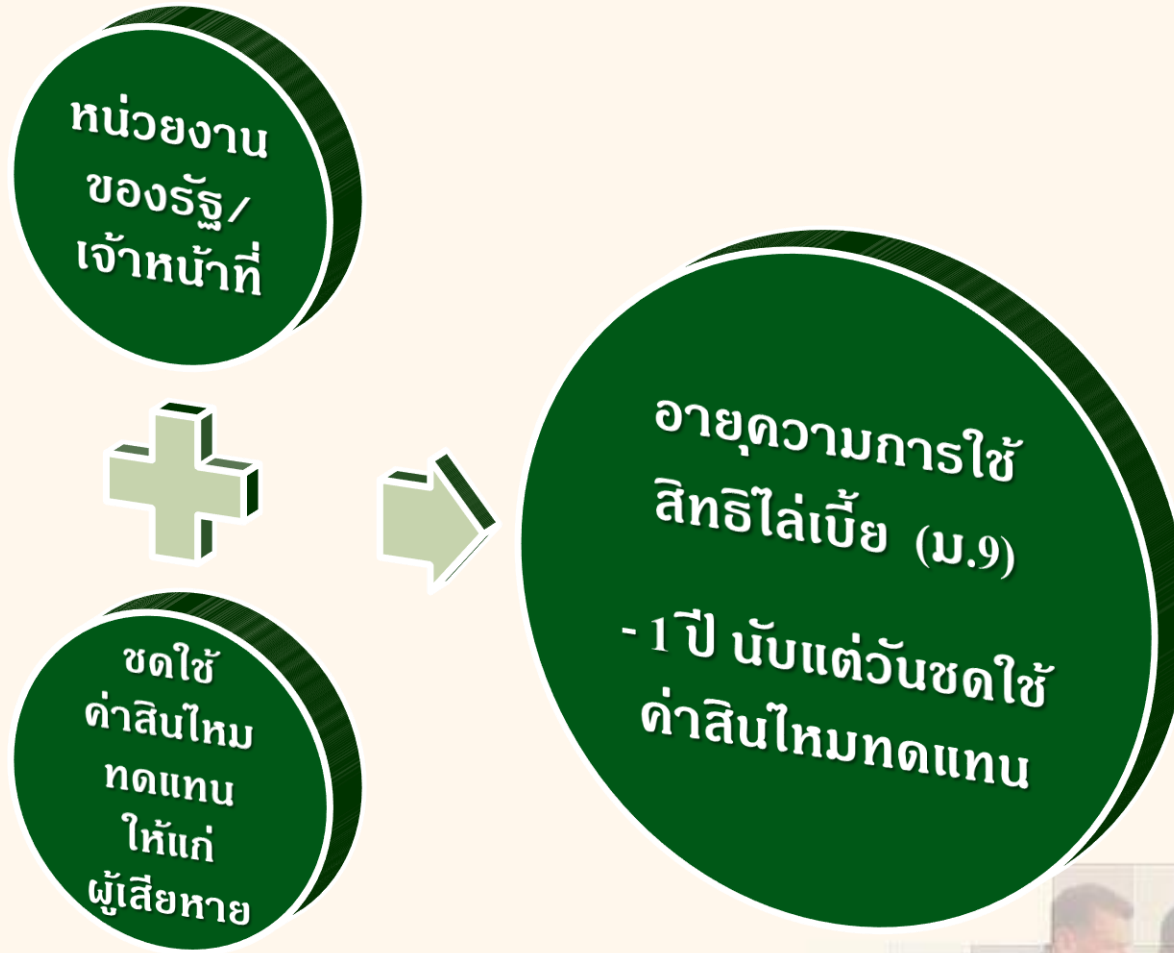 หน่วยงาน
ของรัฐ/
เจ้าหน้าที่
ชดใช้
ค่าสินไหม
ทดแทน
ให้แก่
ผู้เสียหาย
อายุความการใช้
สิทธิไล่เบี้ย (ม.9)
- 1 ปี นับแต่วันชดใช้
ค่าสินไหมทดแทน